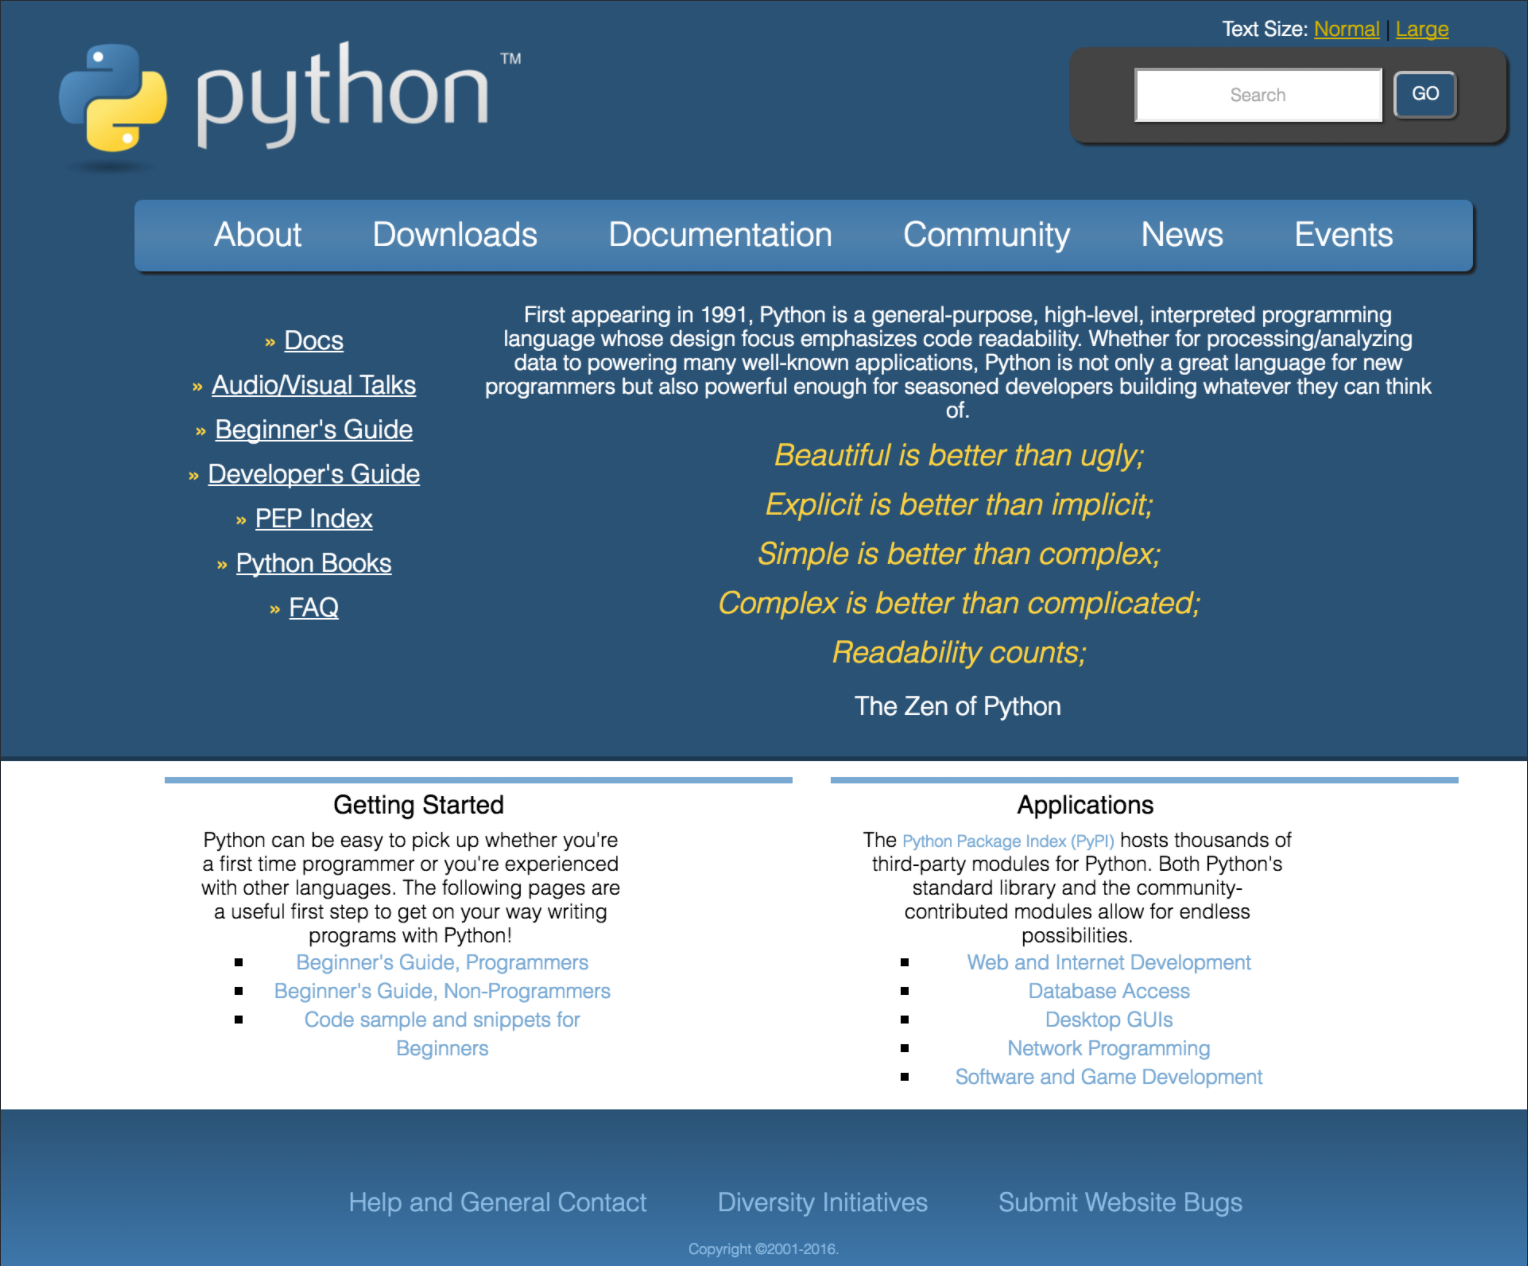 Text Size: Normal | Large
python ™
Search
GO
About Downloads Documentation Community News Events
» Docs
» Audio/Visual Talks
» Beginner's Guide
» Developer's Guide
» PEP Index
» Python Books
» FAQ
First appearing in 1991, Python is a general-purpose, high-level, interpreted programming
language whose design focus emphasizes code readability. Whether for processing/analyzing
data to powering many well-known applications, Python is not only a great language for new
programmers but also powerful enough for seasoned developers building whatever they can think
of.
Beautiful is better than ugly;
Explicit is better than implicit;
Simple is better than complex;
Complex is better than complicated;
Readability counts;
The Zen of Python
Getting Started
Python can be easy to pick up whether you're
a first time programmer or you're experienced
with other languages. The following pages are
a useful first step to get on your way writing
programs with Python!
Beginner's Guide, Programmers
Beginner's Guide, Non-Programmers
Code sample and snippets for
Beginners
Applications
The Python Package Index (PyPI) hosts thousands of
third-party modules for Python. Both Python's
standard library and the community-
contributed modules allow for endless
possibilities.
Web and Internet Development
Database Access
Desktop GUIs
Network Programming
Software and Game Development
Help and General Contact Diversity Initiatives Submit Website Bugs
Copyright ©2001-2016.